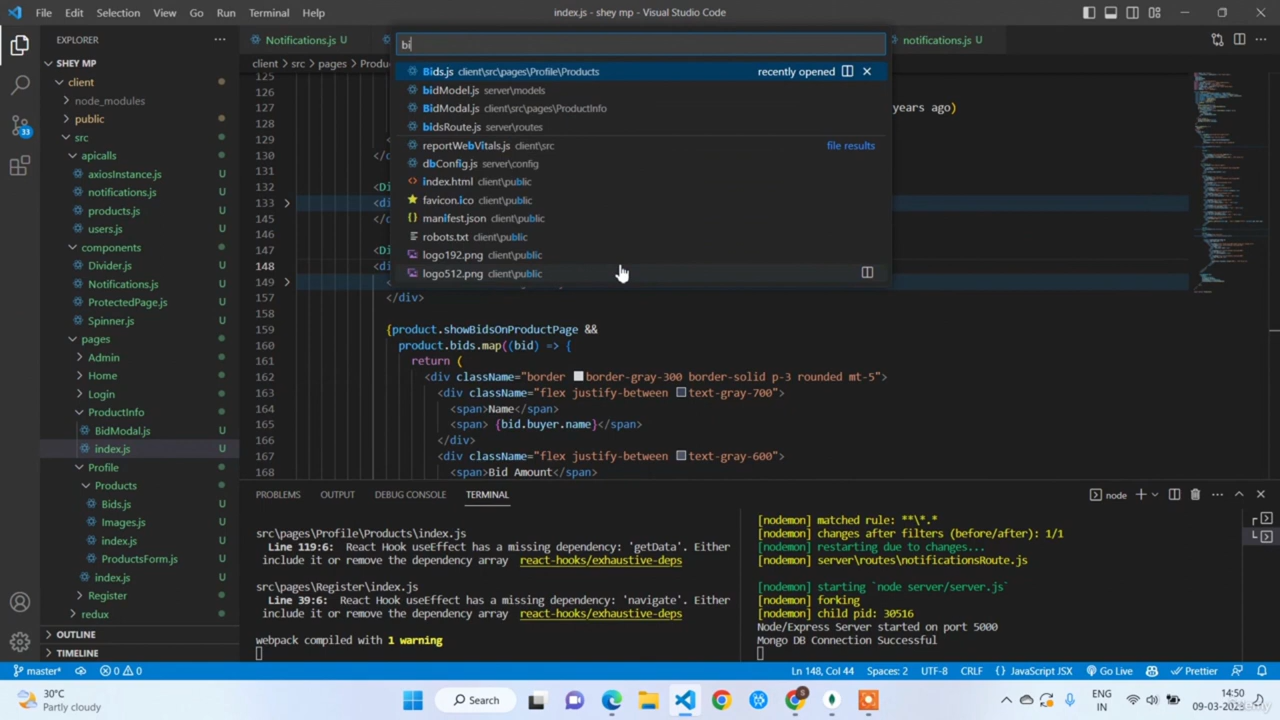 File Edit Selection View Go Run Terminal Help
index.js - shey mp - Visual Studio Code
EXPLORER
SHEY MP
client
node_modules
public
src
apicalls
axiosInstance.js U
notifications.js U
products.js U
users.js U
components
Divider.js U
Notifications.js U
ProtectedPage.js U
Spinner.js U
pages
Admin
Home
Login
ProductInfo
BidModal.js U
index.js U
Profile
Products
Bids.js U
Images.js U
index.js U
ProductsForm.js U
index.js U
Register
redux
OUTLINE
TIMELINE
33
Notifications.js U
notifications.js U
client > src > pages > Produc
bi
Bids.js client\src\pages\Profile\Products recently opened
bidModel.js server\models
BidModal.js client\src\pages\ProductInfo
bidsRoute.js server\routes
reportWebVitals.js client\src file results
dbConfig.js server\config
index.html client\public
favicon.ico client\public
manifest.json client\public
robots.txt client\public
logo192.png client\public
logo512.png client\public
125
126
127 years ago)
128
129
130 </d
131
132 <Di
133 <di
145 </d
146
147 <Di
148 <di
149 <
157 </div>
158
159 {product.showBidsOnProductPage &&
160 product.bids.map((bid) => {
161 return (
162 <div className="border border-gray-300 border-solid p-3 rounded mt-5">
163 <div className="flex justify-between text-gray-700">
164 <span>Name</span>
165 <span> {bid.buyer.name}</span>
166 </div>
167 <div className="flex justify-between text-gray-600">
168 <span>Bid Amount</span>
PROBLEMS OUTPUT DEBUG CONSOLE TERMINAL
node
src\pages\Profile\Products\index.js
Line 119:6: React Hook useEffect has a missing dependency: 'getData'. Either
include it or remove the dependency array react-hooks/exhaustive-deps
src\pages\Register\index.js
Line 39:6: React Hook useEffect has a missing dependency: 'navigate'. Either
include it or remove the dependency array react-hooks/exhaustive-deps
webpack compiled with 1 warning
[nodemon] matched rule: **\*.*
[nodemon] changes after filters (before/after): 1/1
[nodemon] restarting due to changes...
[nodemon] server\routes\notificationsRoute.js
[nodemon] starting `node server/server.js`
[nodemon] forking
[nodemon] child pid: 30516
Node/Express Server started on port 5000
Mongo DB Connection Successful
master* 0 0
Ln 148, Col 44 Spaces: 2 UTF-8 CRLF {} JavaScript JSX Go Live Prettier
30°C
Partly cloudy
Search
ENG
IN
14:50
09-03-2023